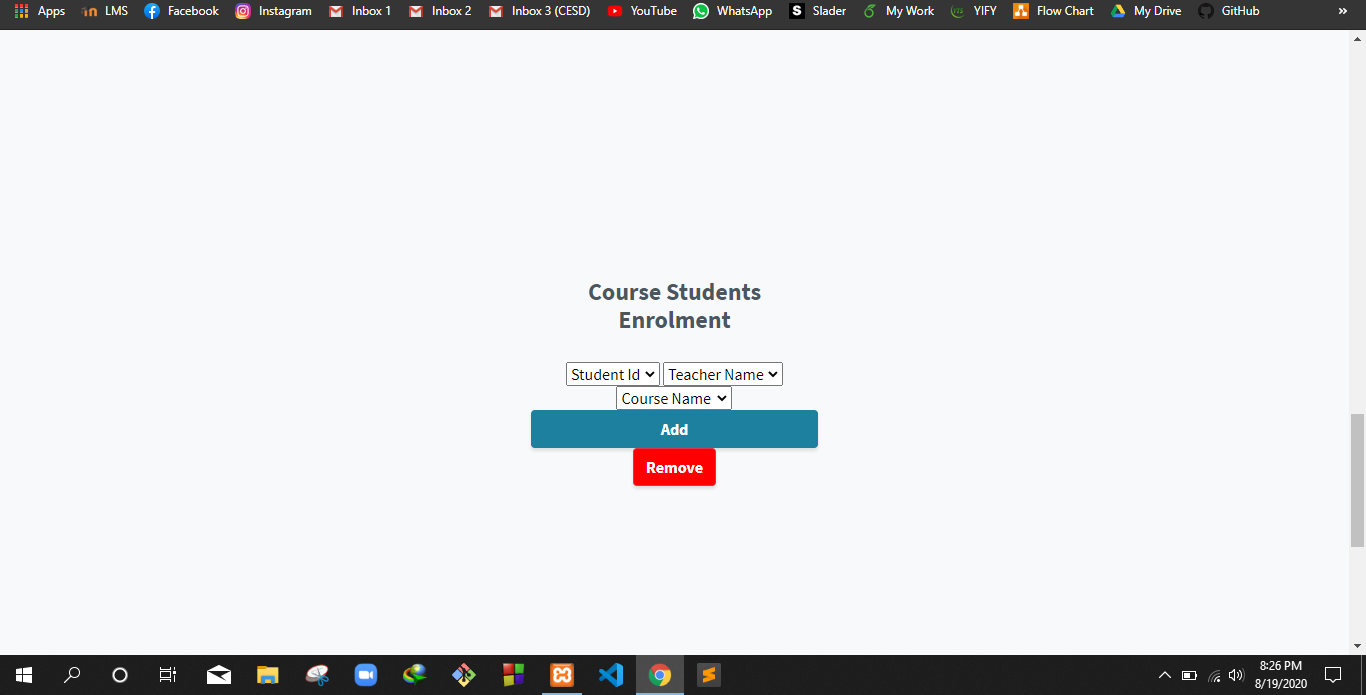 Apps LMS Facebook Instagram Inbox 1 Inbox 2 Inbox 3 (CESD) YouTube WhatsApp S Slader My Work YIFY Flow Chart My Drive GitHub »
Course Students
Enrolment
Student Id Teacher Name
Course Name
Add
Remove
8:26 PM
8/19/2020